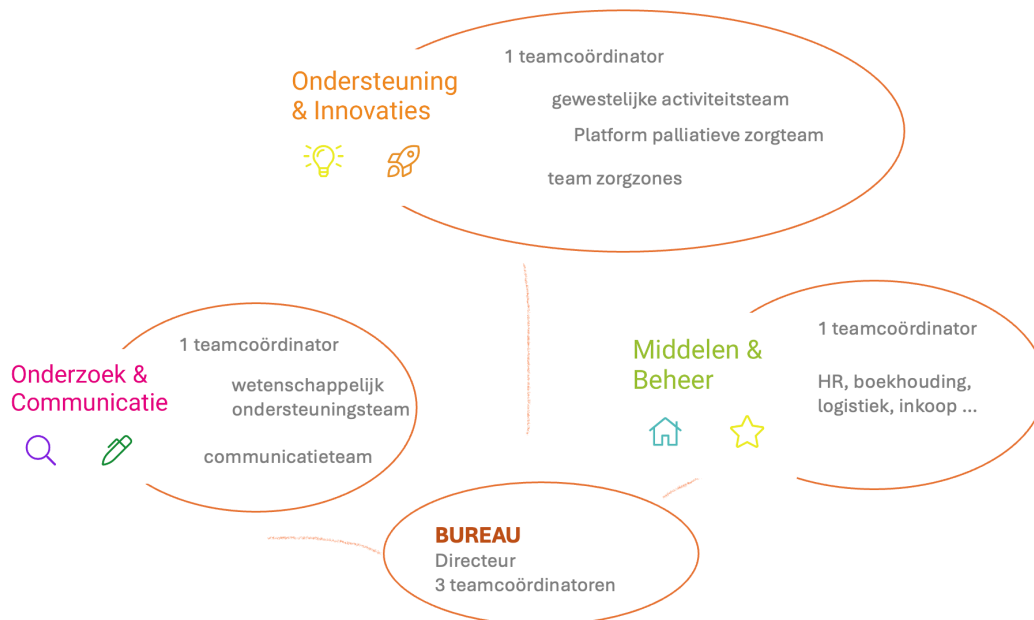 Ondersteuning
& Innovaties
1 teamcoördinator
gewestelijke activiteitsteam
Platform palliatieve zorgteam
team zorgzones
Onderzoek &
Communicatie
1 teamcoördinator
wetenschappelijk
ondersteuningsteam
communicatieteam
Middelen &
Beheer
1 teamcoördinator
HR, boekhouding,
logistiek, inkoop ...
BUREAU
Directeur
3 teamcoördinatoren